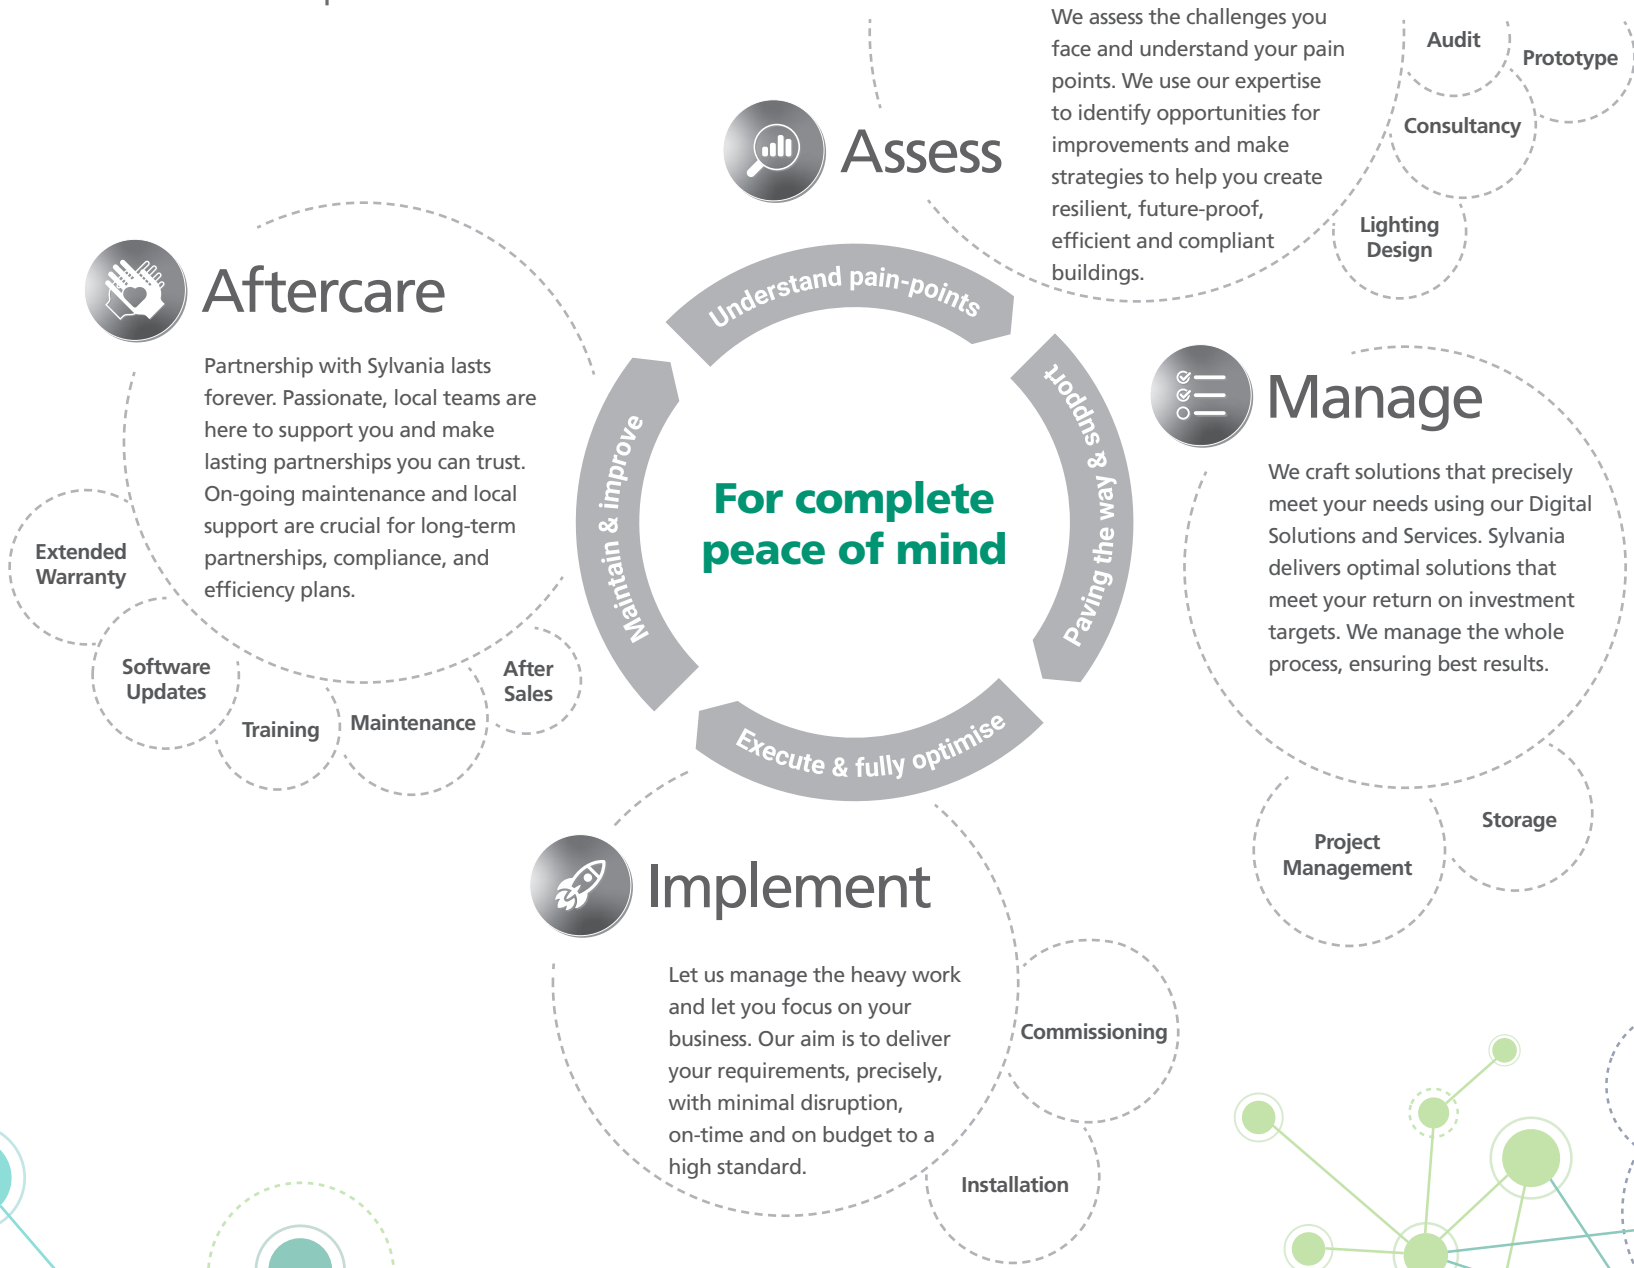 Assess
We assess the challenges you
face and understand your pain
points. We use our expertise
to identify opportunities for
improvements and make
strategies to help you create
resilient, future-proof,
efficient and compliant
buildings.
Audit
Prototype
Consultancy
Lighting
Design
Aftercare
Partnership with Sylvania lasts
forever. Passionate, local teams are
here to support you and make
lasting partnerships you can trust.
On-going maintenance and local
support are crucial for long-term
partnerships, compliance, and
efficiency plans.
Extended
Warranty
Software
Updates
Training
Maintenance
After
Sales
Understand pain-points
Paving the way & support
Execute & fully optimise
Maintain & improve
For complete
peace of mind
Manage
We craft solutions that precisely
meet your needs using our Digital
Solutions and Services. Sylvania
delivers optimal solutions that
meet your return on investment
targets. We manage the whole
process, ensuring best results.
Project
Management
Storage
Implement
Let us manage the heavy work
and let you focus on your
business. Our aim is to deliver
your requirements, precisely,
with minimal disruption,
on-time and on budget to a
high standard.
Commissioning
Installation